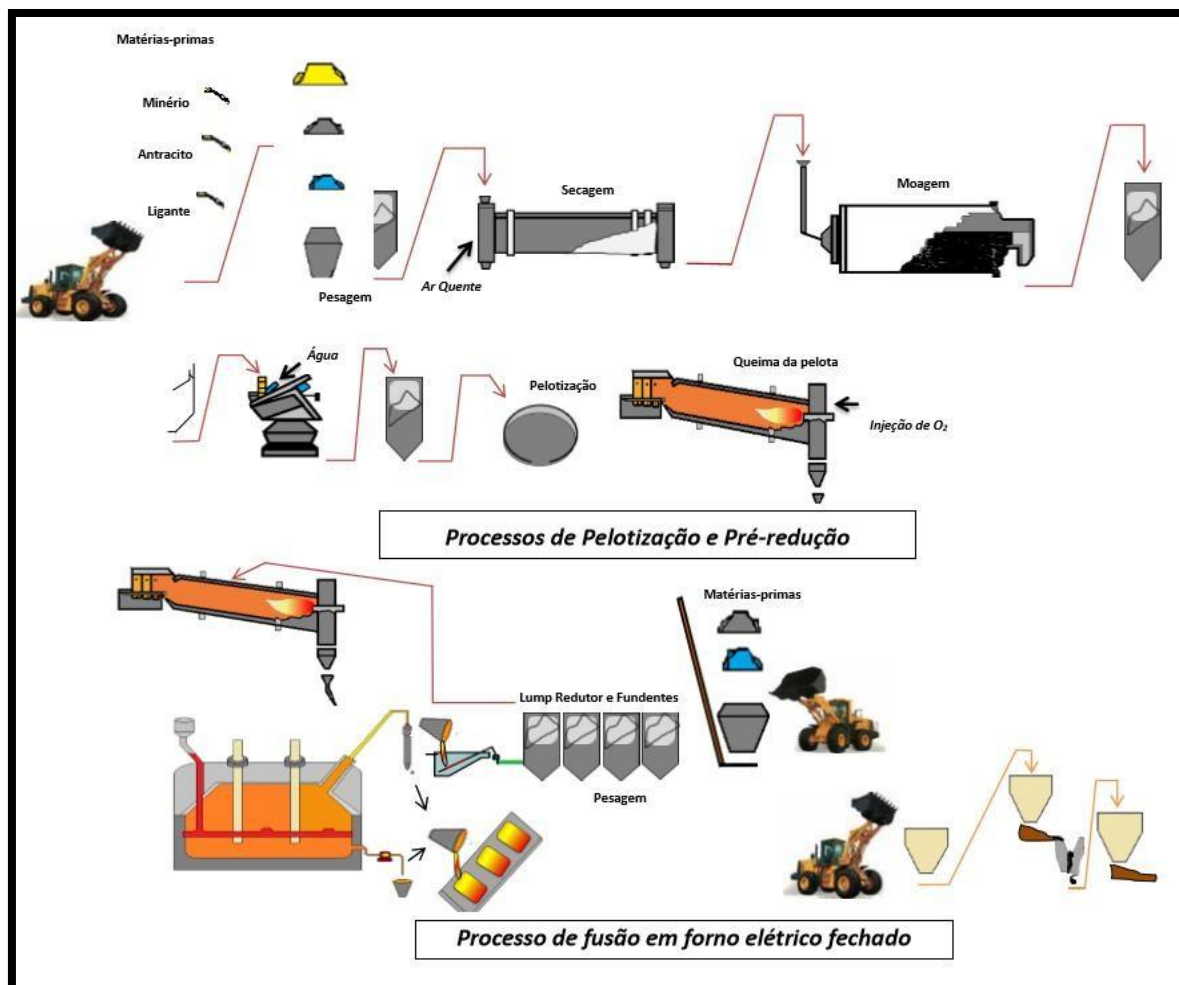 Matérias-primas
Minério
Antracito
Ligante
Pesagem
Ar Quente
Secagem
Moagem
Água
Pelotização
Queima da pelota
Injeção de O₂
Processos de Pelotização e Pré-redução
Matérias-primas
Lump Redutor e Fundentes
Pesagem
Processo de fusão em forno elétrico fechado